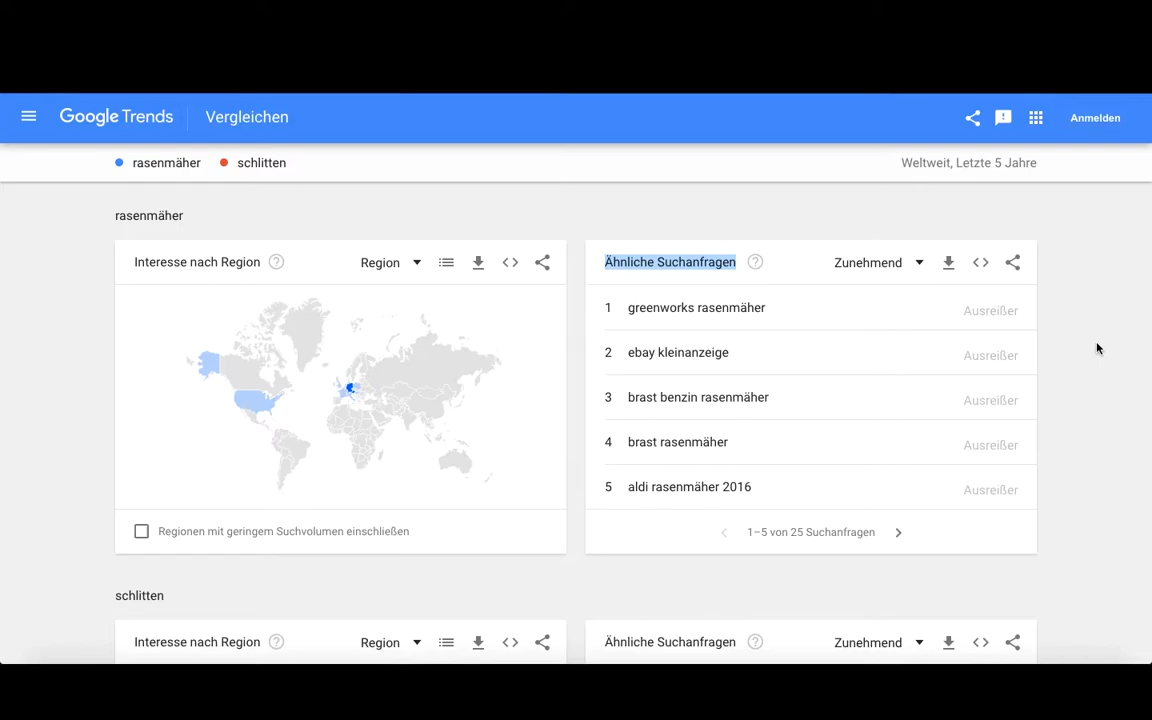 Google Trends Vergleichen Anmelden
rasenmäher schlitten Weltweit, Letzte 5 Jahre
rasenmäher
Interesse nach Region Region
Ähnliche Suchanfragen Zunehmend
1 greenworks rasenmäher Ausreißer
2 ebay kleinanzeige Ausreißer
3 brast benzin rasenmäher Ausreißer
4 brast rasenmäher Ausreißer
5 aldi rasenmäher 2016 Ausreißer
Regionen mit geringem Suchvolumen einschließen
1–5 von 25 Suchanfragen
schlitten
Interesse nach Region Region
Ähnliche Suchanfragen Zunehmend